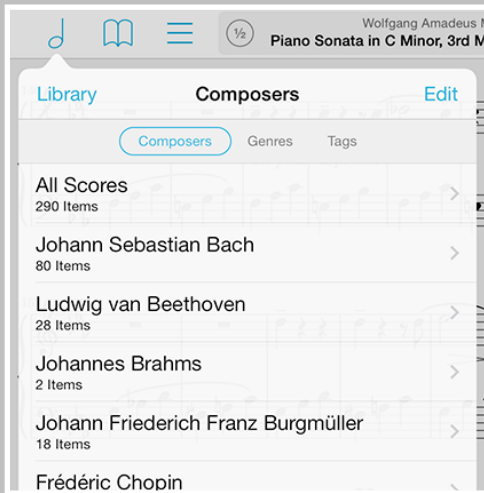 ½
Wolfgang Amadeus
Piano Sonata in C Minor, 3rd
Library
Composers
Edit
Composers
Genres
Tags
All Scores
290 Items
Johann Sebastian Bach
80 Items
Ludwig van Beethoven
28 Items
Johannes Brahms
2 Items
Johann Friederich Franz Burgmüller
18 Items
Frédéric Chopin